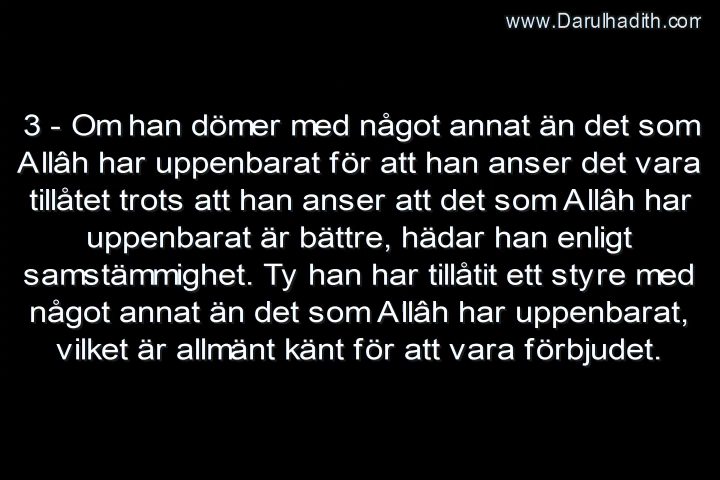 www.Darulhadith.com
3 - Om han dömer med något annat än det som
Allâh har uppenbarat för att han anser det vara
tillåtet trots att han anser att det som Allâh har
uppenbarat är bättre, hädar han enligt
samstämmighet. Ty han har tillåtit ett styre med
något annat än det som Allâh har uppenbarat,
vilket är allmänt känt för att vara förbjudet.